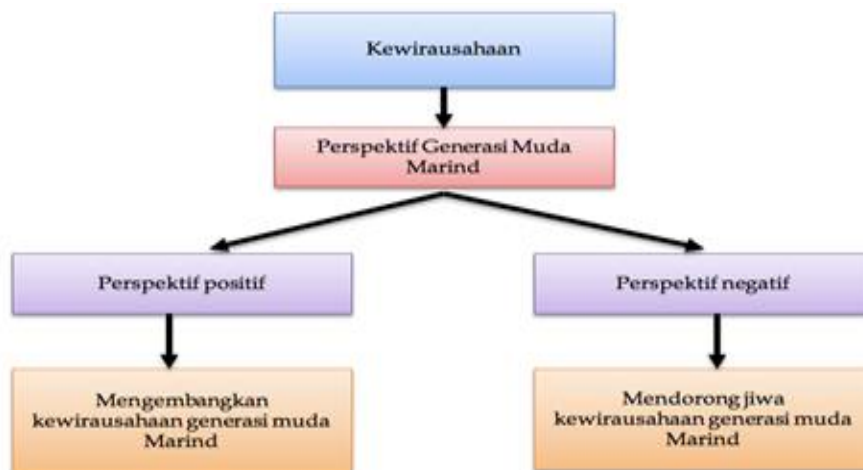 Kewirausahaan
Perspektif Generasi Muda
Marind
Perspektif positif
Perspektif negatif
Mengembangkan
kewirausahaan generasi muda
Marind
Mendorong jiwa
kewirausahaan generasi muda
Marind